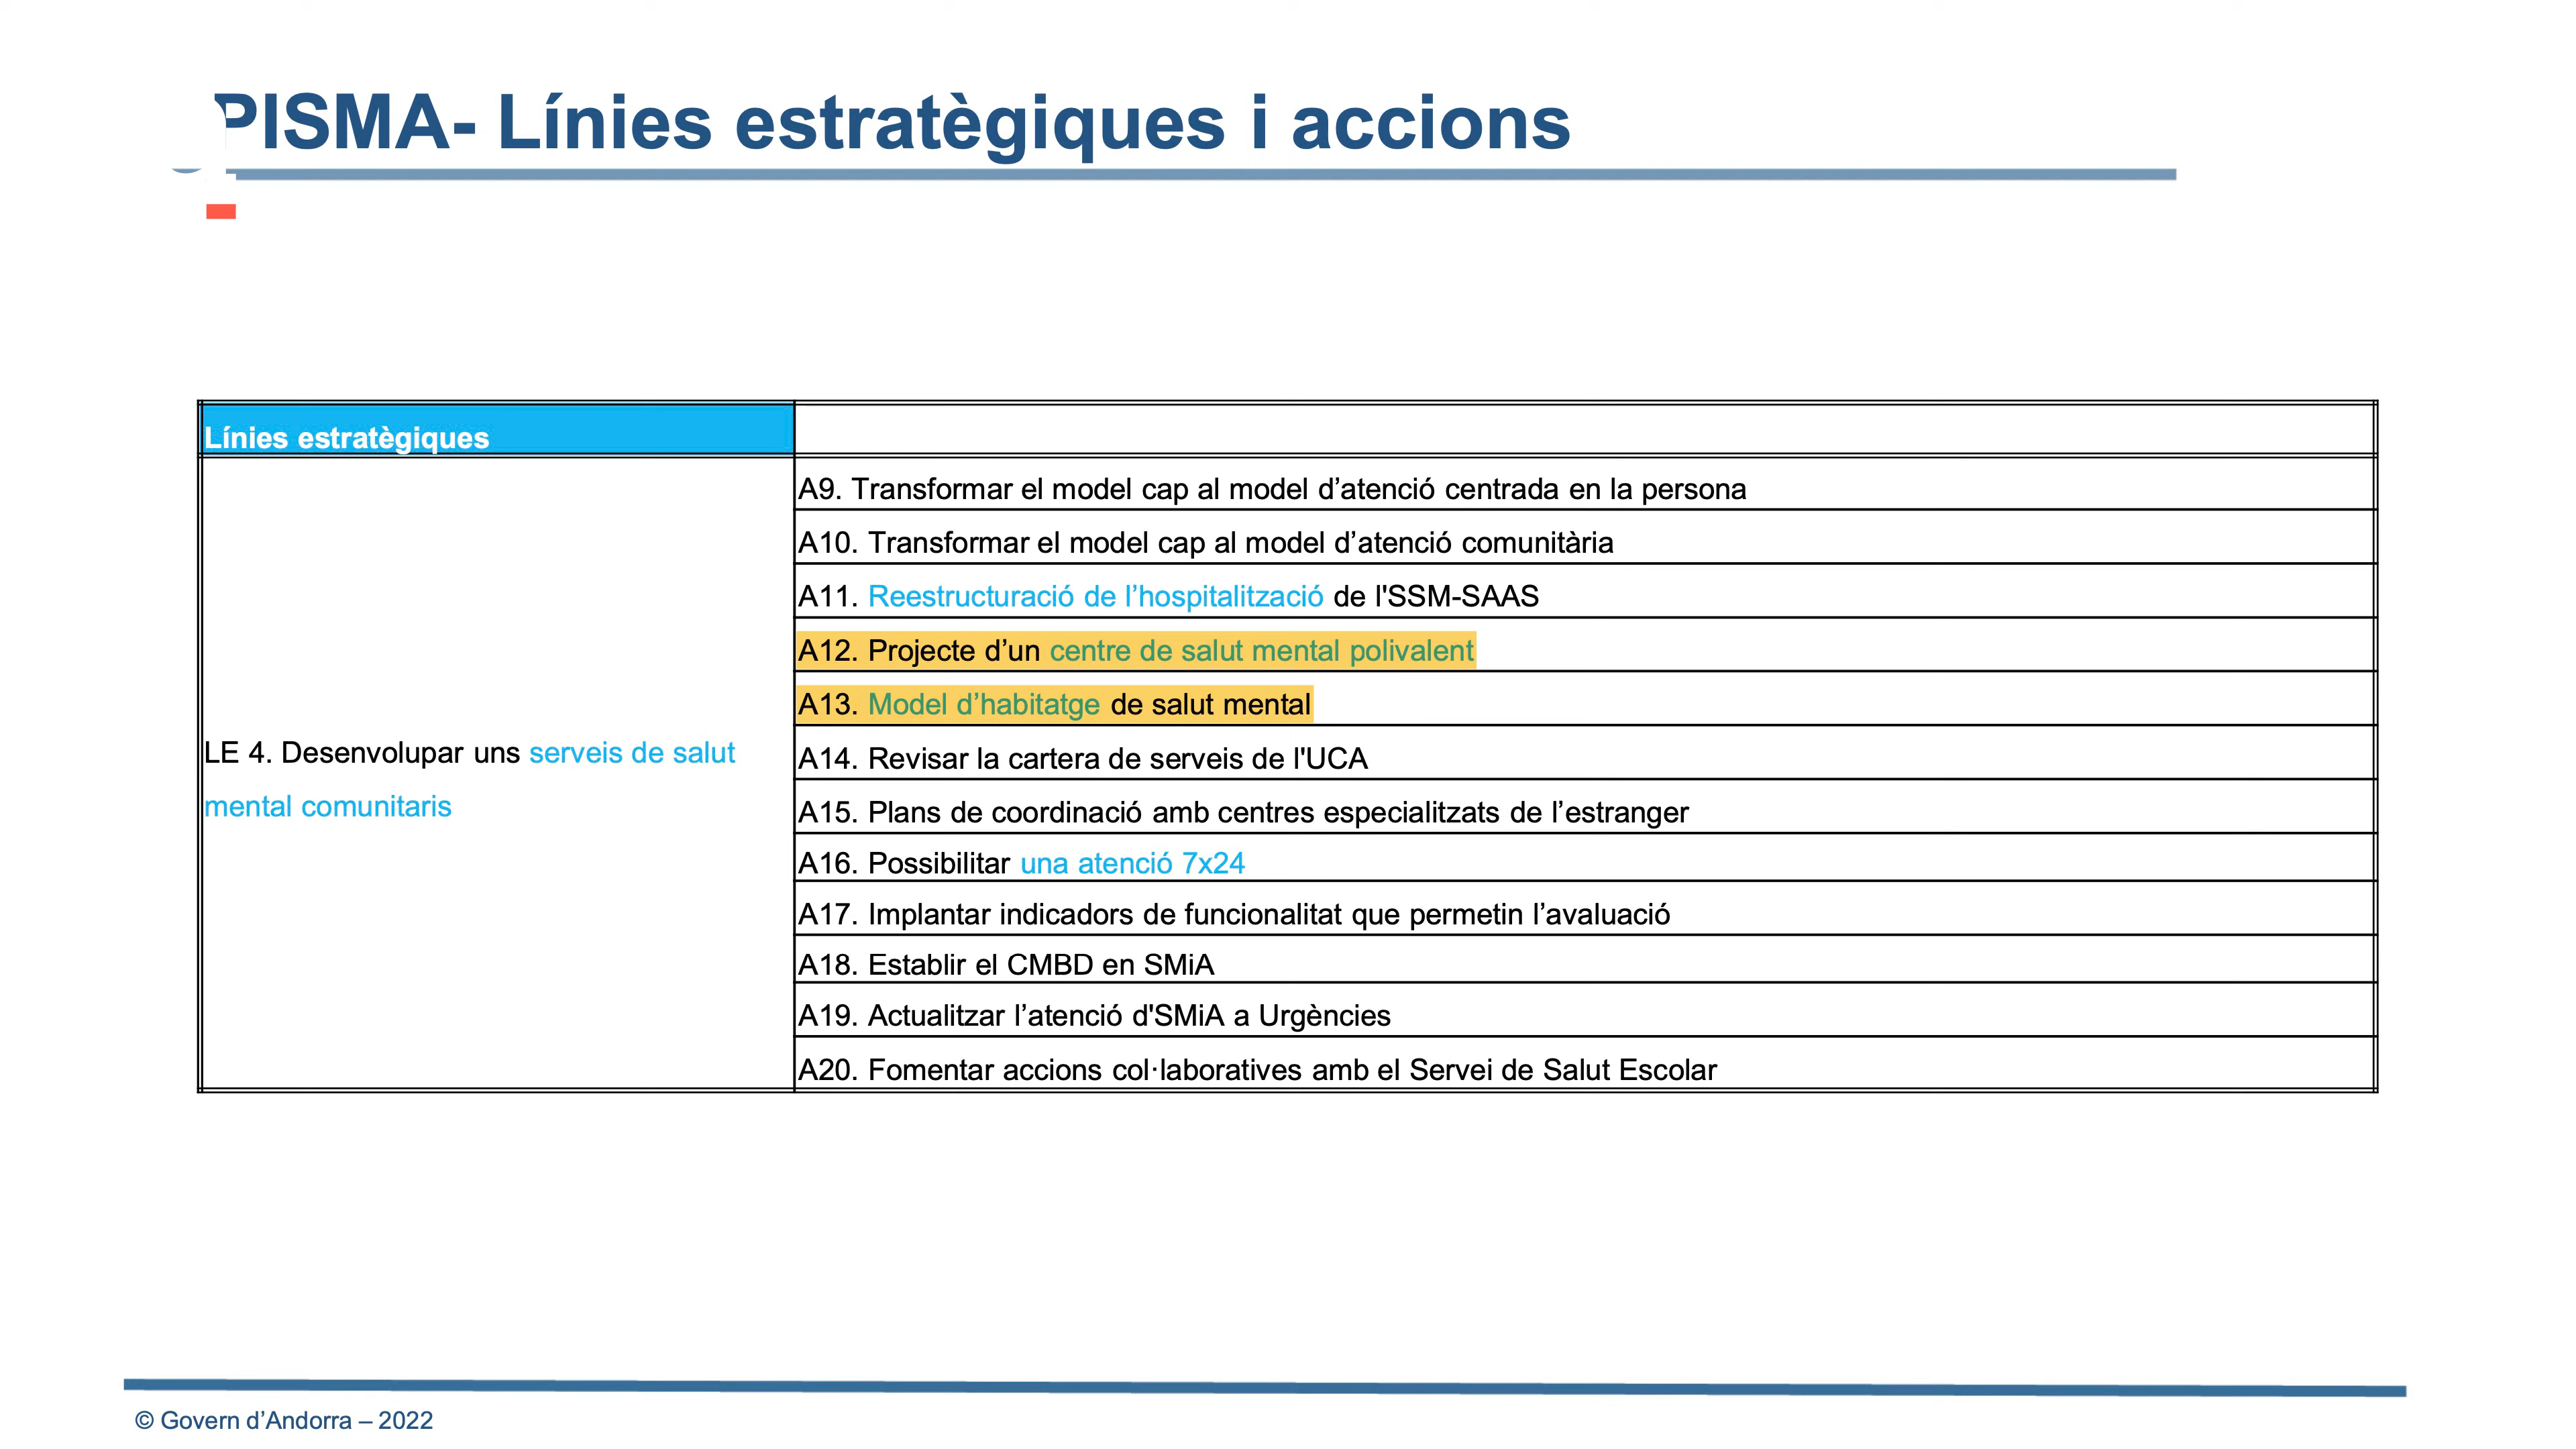 PISMA- Línies estratègiques i accions
Línies estratègiques
LE 4. Desenvolupar uns serveis de salut
mental comunitaris
A9. Transformar el model cap al model d’atenció centrada en la persona
A10. Transformar el model cap al model d’atenció comunitària
A11. Reestructuració de l’hospitalització de l'SSM-SAAS
A12. Projecte d’un centre de salut mental polivalent
A13. Model d’habitatge de salut mental
A14. Revisar la cartera de serveis de l'UCA
A15. Plans de coordinació amb centres especialitzats de l’estranger
A16. Possibilitar una atenció 7x24
A17. Implantar indicadors de funcionalitat que permetin l’avaluació
A18. Establir el CMBD en SMiA
A19. Actualitzar l’atenció d'SMiA a Urgències
A20. Fomentar accions col·laboratives amb el Servei de Salut Escolar
© Govern d’Andorra – 2022